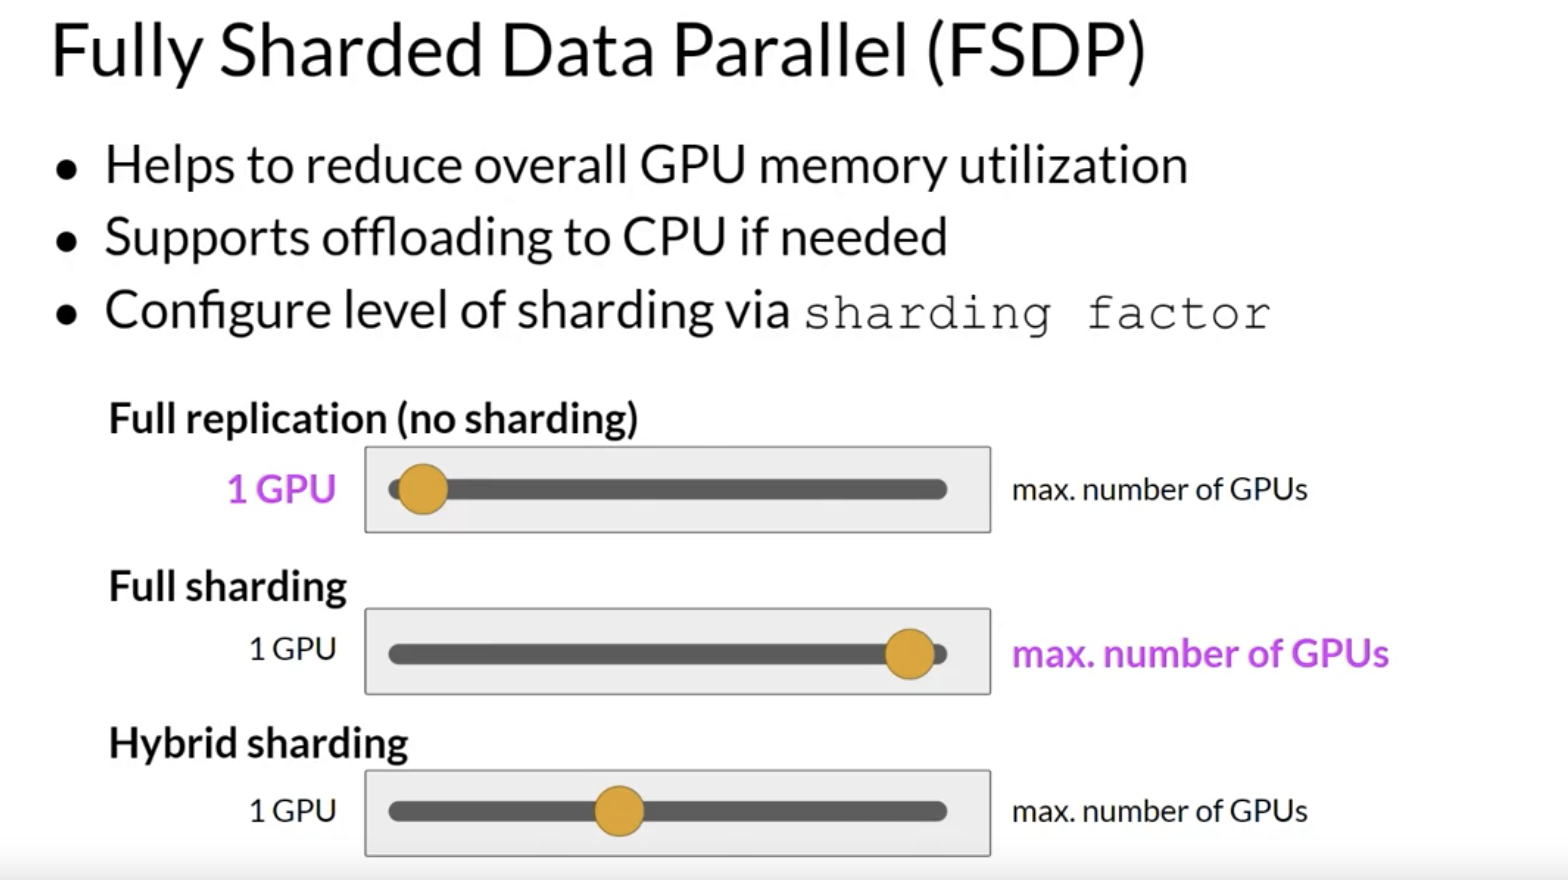 Fully Sharded Data Parallel (FSDP)
● Helps to reduce overall GPU memory utilization
● Supports offloading to CPU if needed
● Configure level of sharding via sharding factor
Full replication (no sharding)
1 GPU max. number of GPUs
Full sharding
1 GPU max. number of GPUs
Hybrid sharding
1 GPU max. number of GPUs